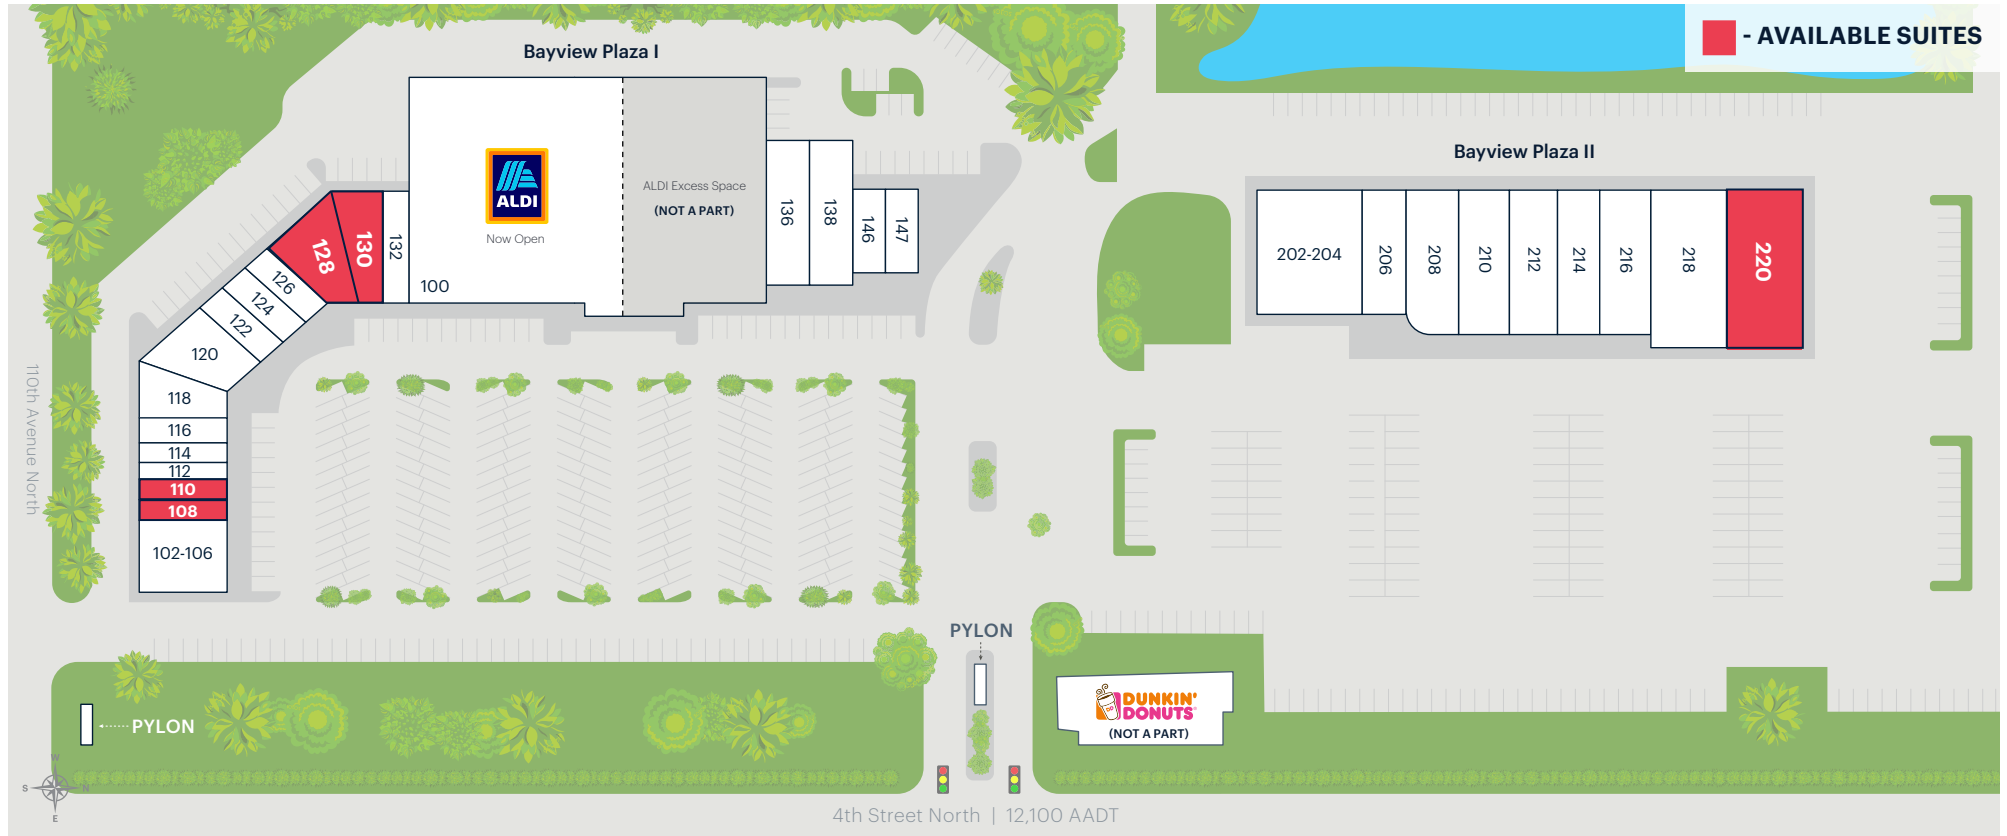 - AVAILABLE SUITES
Bayview Plaza I
Bayview Plaza II
ALDI
Now Open
100
ALDI Excess Space
(NOT A PART)
136
138
146
147
132
130
128
126
124
122
120
118
116
114
112
110
108
102-106
202-204
206
208
210
212
214
216
218
220
110th Avenue North
PYLON
PYLON
DUNKIN'
DONUTS
DD
(NOT A PART)
W
S
N
E
4th Street North | 12,100 AADT